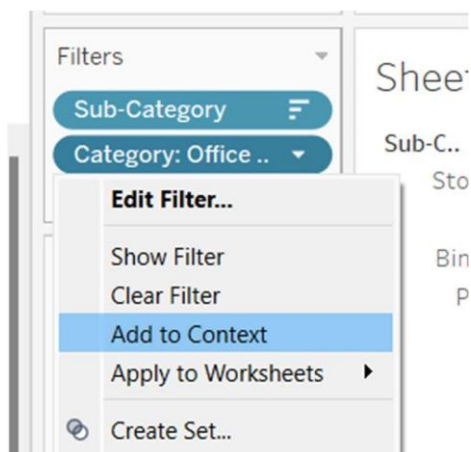 Filters
Sub-Category
Category: Office ..
Edit Filter...
Show Filter
Clear Filter
Add to Context
Apply to Worksheets
Create Set...
Sheet
Sub-C..
Sto
Bin
P